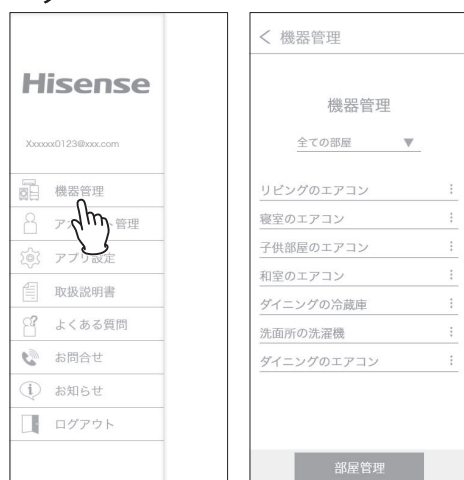 Hisense
Xxxxxx0123@xxx.com
機器管理
ア ト管理
アプリ設定
取扱説明書
よくある質問
お問合せ
お知らせ
ログアウト
機器管理
機器管理
全ての部屋 ▼
リビングのエアコン
寝室のエアコン
子供部屋のエアコン
和室のエアコン
ダイニングの冷蔵庫
洗面所の洗濯機
ダイニングのエアコン
部屋管理